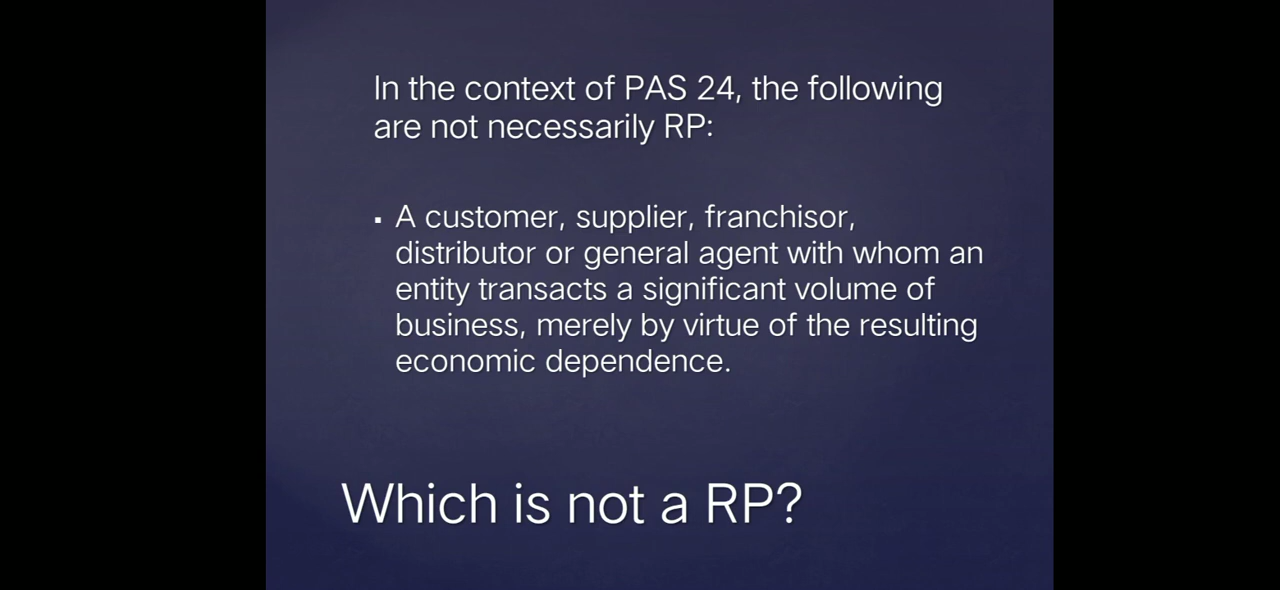 In the context of PAS 24, the following
are not necessarily RP:
▪ A customer, supplier, franchisor,
distributor or general agent with whom an
entity transacts a significant volume of
business, merely by virtue of the resulting
economic dependence.
Which is not a RP?